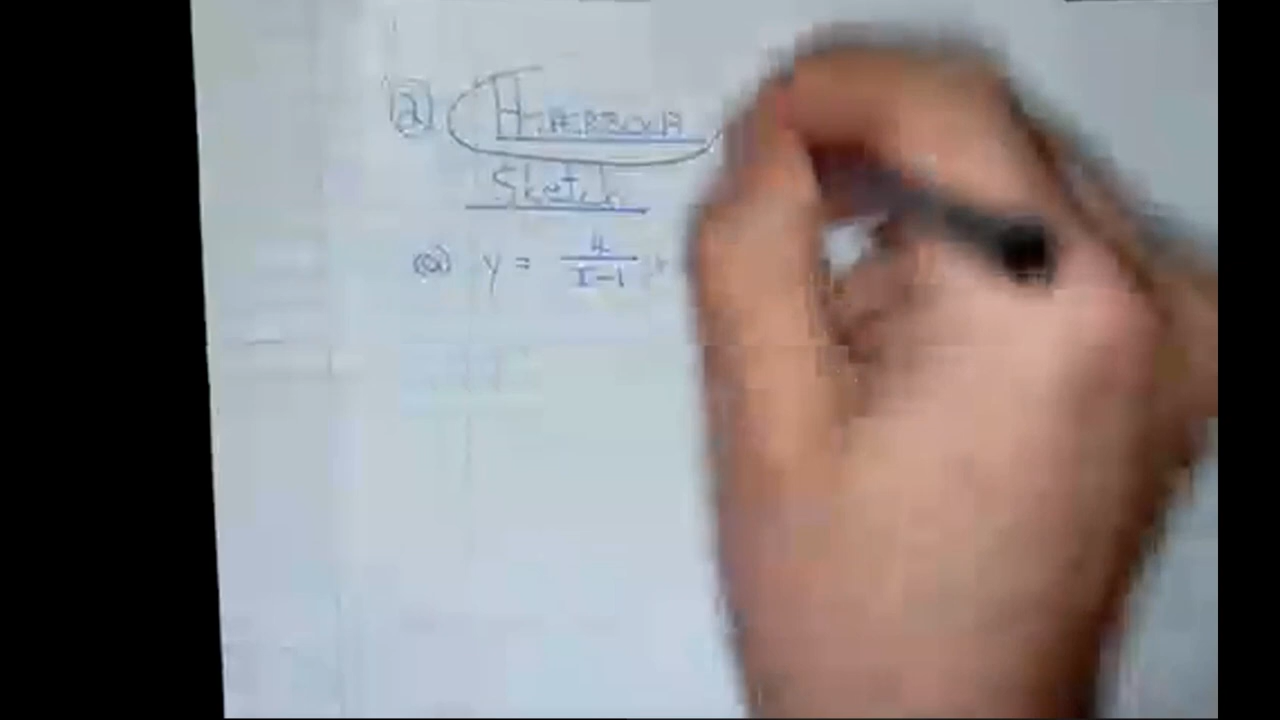 ② HYPERBOLA
Sketch
(a) y = 4/(x-1)